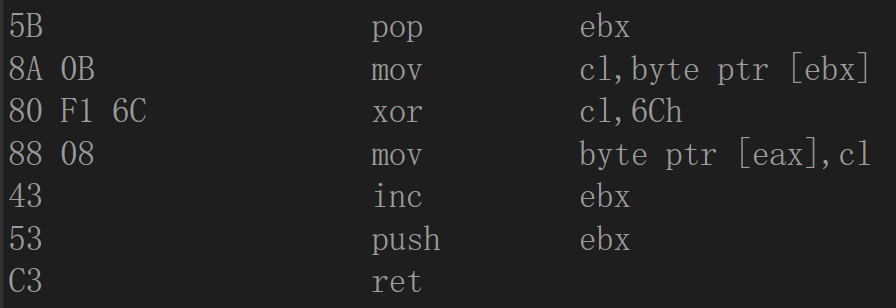 5B pop ebx
8A 0B mov cl,byte ptr [ebx]
80 F1 6C xor cl,6Ch
88 08 mov byte ptr [eax],cl
43 inc ebx
53 push ebx
C3 ret